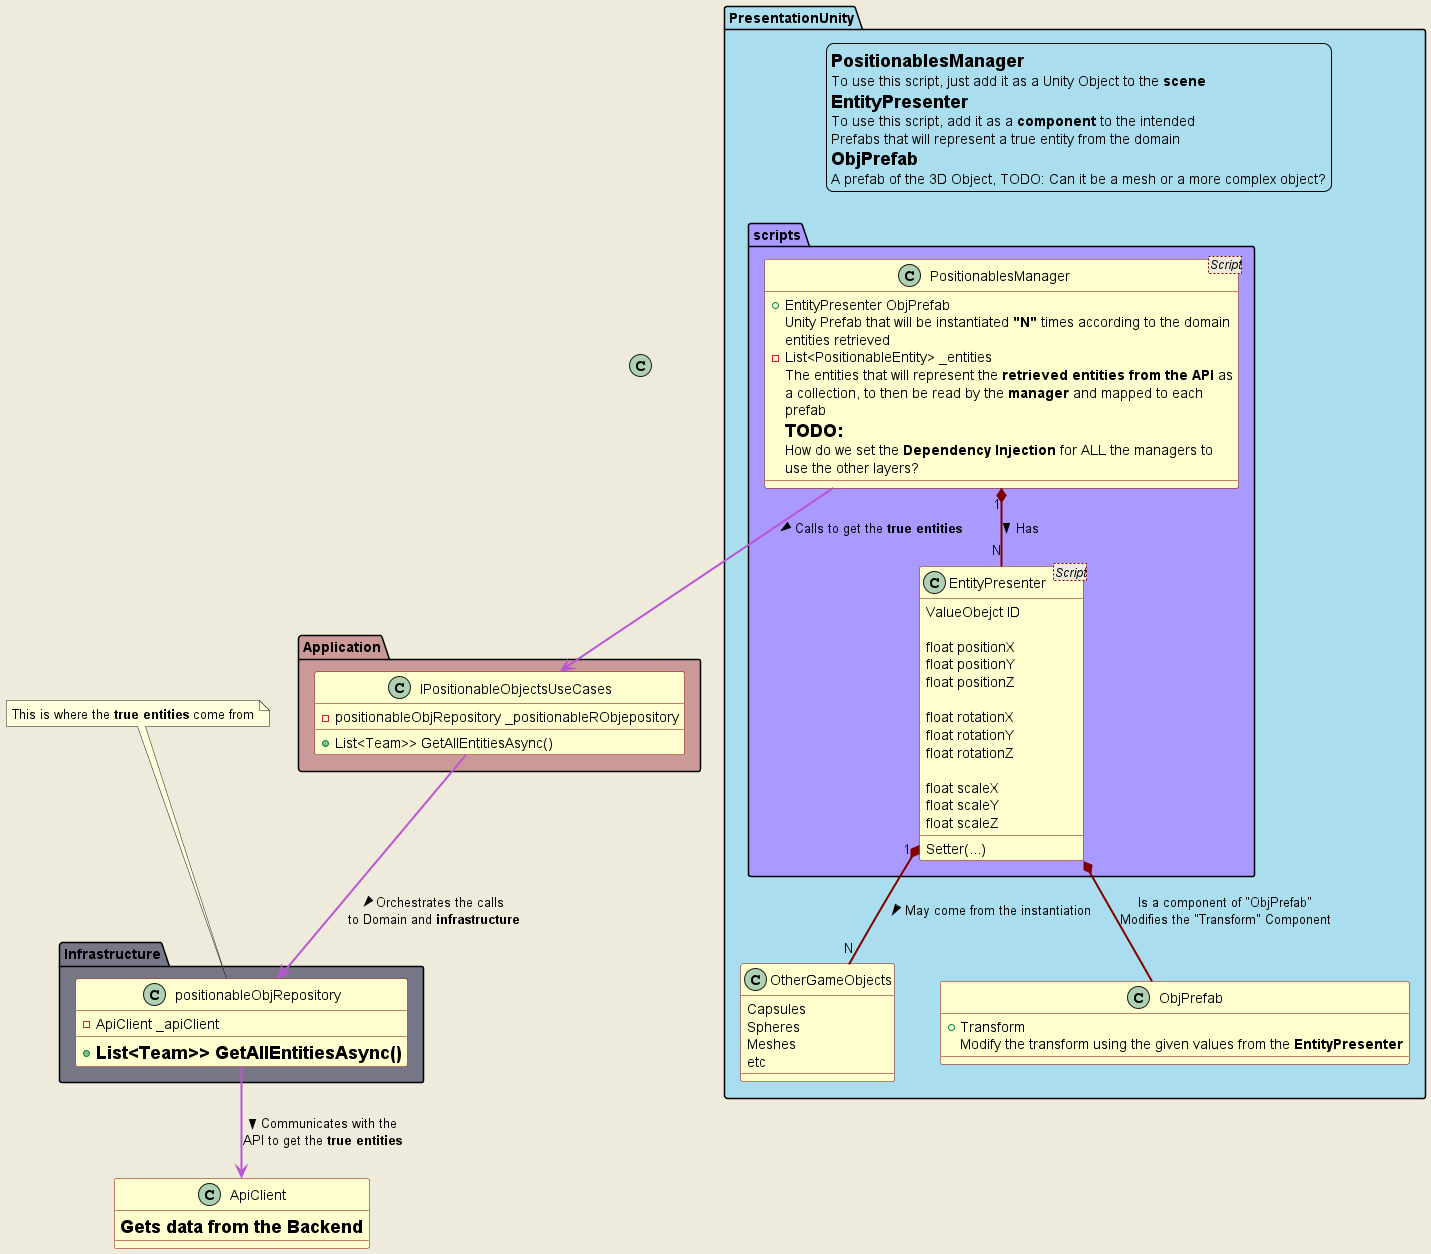 PresentationUnity
PositionablesManager
To use this script, just add it as a Unity Object to the scene
EntityPresenter
To use this script, add it as a component to the intended
Prefabs that will represent a true entity from the domain
ObjPrefab
A prefab of the 3D Object, TODO: Can it be a mesh or a more complex object?
scripts
C PositionablesManager
Script
EntityPresenter ObjPrefab
Unity Prefab that will be instantiated "N" times according to the domain
entities retrieved
List<PositionableEntity> _entities
The entities that will represent the retrieved entities from the API as
a collection, to then be read by the manager and mapped to each
prefab
TODO:
How do we set the Dependency Injection for ALL the managers to
use the other layers?
C
Calls to get the true entities
1
Has
N
C EntityPresenter
Script
ValueObejct ID
float positionX
float positionY
float positionZ
float rotationX
float rotationY
float rotationZ
float scaleX
float scaleY
float scaleZ
Setter(...)
Application
C IPositionableObjectsUseCases
positionableObjRepository _positionableRObjepository
List<Team>> GetAllEntitiesAsync()
This is where the true entities come from
Orchestrates the calls
to Domain and infrastructure
1
May come from the instantiation
N
Is a component of "ObjPrefab"
Modifies the "Transform" Component
Infrastructure
C positionableObjRepository
ApiClient _apiClient
List<Team>> GetAllEntitiesAsync()
C OtherGameObjects
Capsules
Spheres
Meshes
etc
C ObjPrefab
Transform
Modify the transform using the given values from the EntityPresenter
Communicates with the
API to get the true entities
C ApiClient
Gets data from the Backend